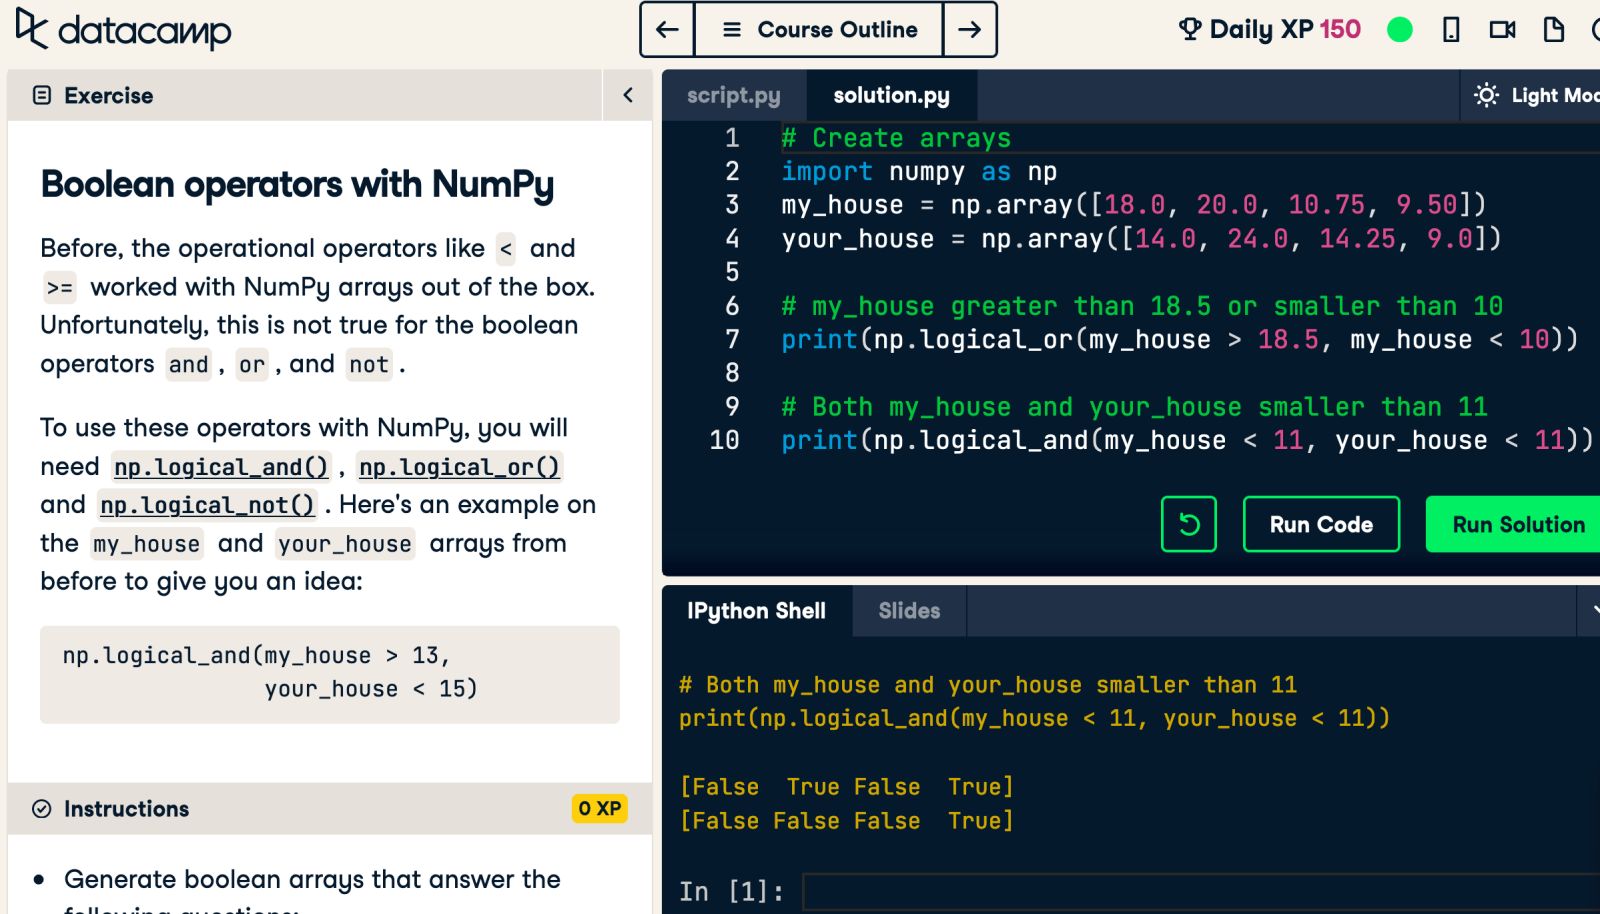 datacamp
Course Outline
Daily XP 150
Exercise
Boolean operators with NumPy
Before, the operational operators like < and
>= worked with NumPy arrays out of the box.
Unfortunately, this is not true for the boolean
operators and , or , and not .
To use these operators with NumPy, you will
need np.logical_and() , np.logical_or()
and np.logical_not() . Here's an example on
the my_house and your_house arrays from
before to give you an idea:
np.logical_and(my_house > 13,
your_house < 15)
Instructions
0 XP
• Generate boolean arrays that answer the
following questions:
script.py
solution.py
Light Mod
1 # Create arrays
2 import numpy as np
3 my_house = np.array([18.0, 20.0, 10.75, 9.50])
4 your_house = np.array([14.0, 24.0, 14.25, 9.0])
5
6 # my_house greater than 18.5 or smaller than 10
7 print(np.logical_or(my_house > 18.5, my_house < 10))
8
9 # Both my_house and your_house smaller than 11
10 print(np.logical_and(my_house < 11, your_house < 11))
Run Code
Run Solution
IPython Shell
Slides
# Both my_house and your_house smaller than 11
print(np.logical_and(my_house < 11, your_house < 11))
[False  True False  True]
[False False False  True]
In [1]: